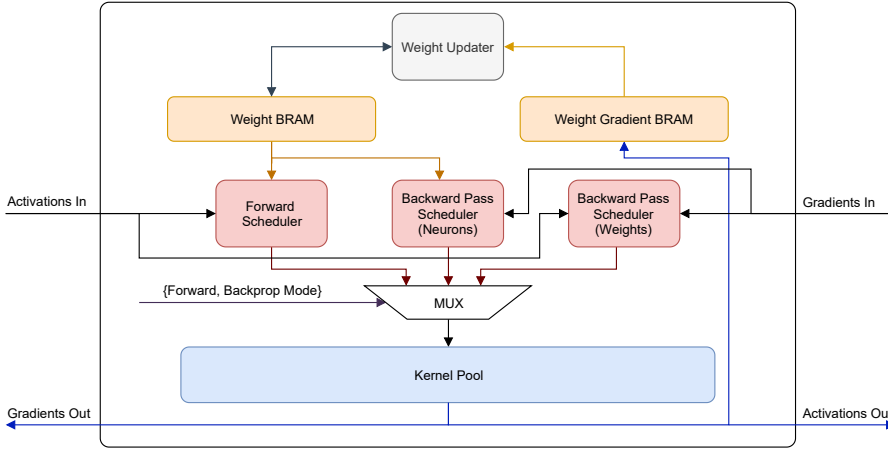 Weight Updater
Weight BRAM
Weight Gradient BRAM
Activations In
Forward
Scheduler
Backward Pass
Scheduler
(Neurons)
Backward Pass
Scheduler
(Weights)
Gradients In
{Forward, Backprop Mode}
MUX
Kernel Pool
Gradients Out
Activations Ou